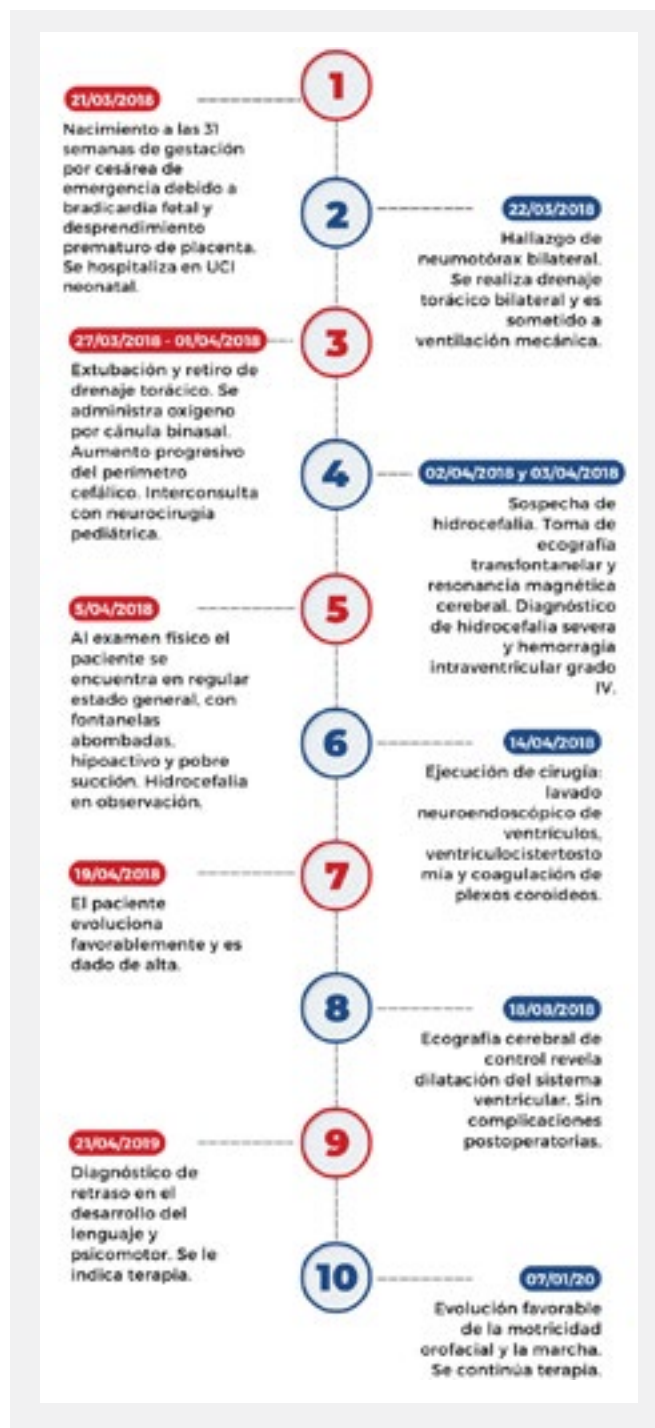 1
21/03/2018
Nacimiento a las 31
semanas de gestación
por cesárea de
emergencia debido a
bradicardia fetal y
desprendimiento
prematuro de placenta.
Se hospitaliza en UCI
neonatal.
2
22/03/2018
Hallazgo de
neumotórax bilateral.
Se realiza drenaje
torácico bilateral y es
sometido a
ventilación mecánica.
3
27/03/2018 - 01/04/2018
Extubación y retiro de
drenaje torácico. Se
administra oxígeno
por cánula binasal.
Aumento progresivo
del perímetro
cefálico. Interconsulta
con neurocirugía
pediátrica.
4
02/04/2018 y 03/04/2018
Sospecha de
hidrocefalia. Toma de
ecografía
transfontanelar y
resonancia magnética
cerebral. Diagnóstico
de hidrocefalia severa
y hemorragia
intraventricular grado
IV.
5
5/04/2018
Al examen físico el
paciente se
encuentra en regular
estado general, con
fontanelas
abombadas,
hipoactivo y pobre
succión. Hidrocefalia
en observación.
6
14/04/2018
Ejecución de cirugía:
lavado
neuroendoscópico de
ventrículos,
ventriculocistertosto
mía y coagulación de
plexos coroideos.
7
19/04/2018
El paciente
evoluciona
favorablemente y es
dado de alta.
8
18/08/2018
Ecografía cerebral de
control revela
dilatación del sistema
ventricular. Sin
complicaciones
postoperatorias.
9
21/04/2019
Diagnóstico de
retraso en el
desarrollo del
lenguaje y
psicomotor. Se le
indica terapia.
10
07/01/20
Evolución favorable
de la motricidad
orofacial y la marcha.
Se continúa terapia.